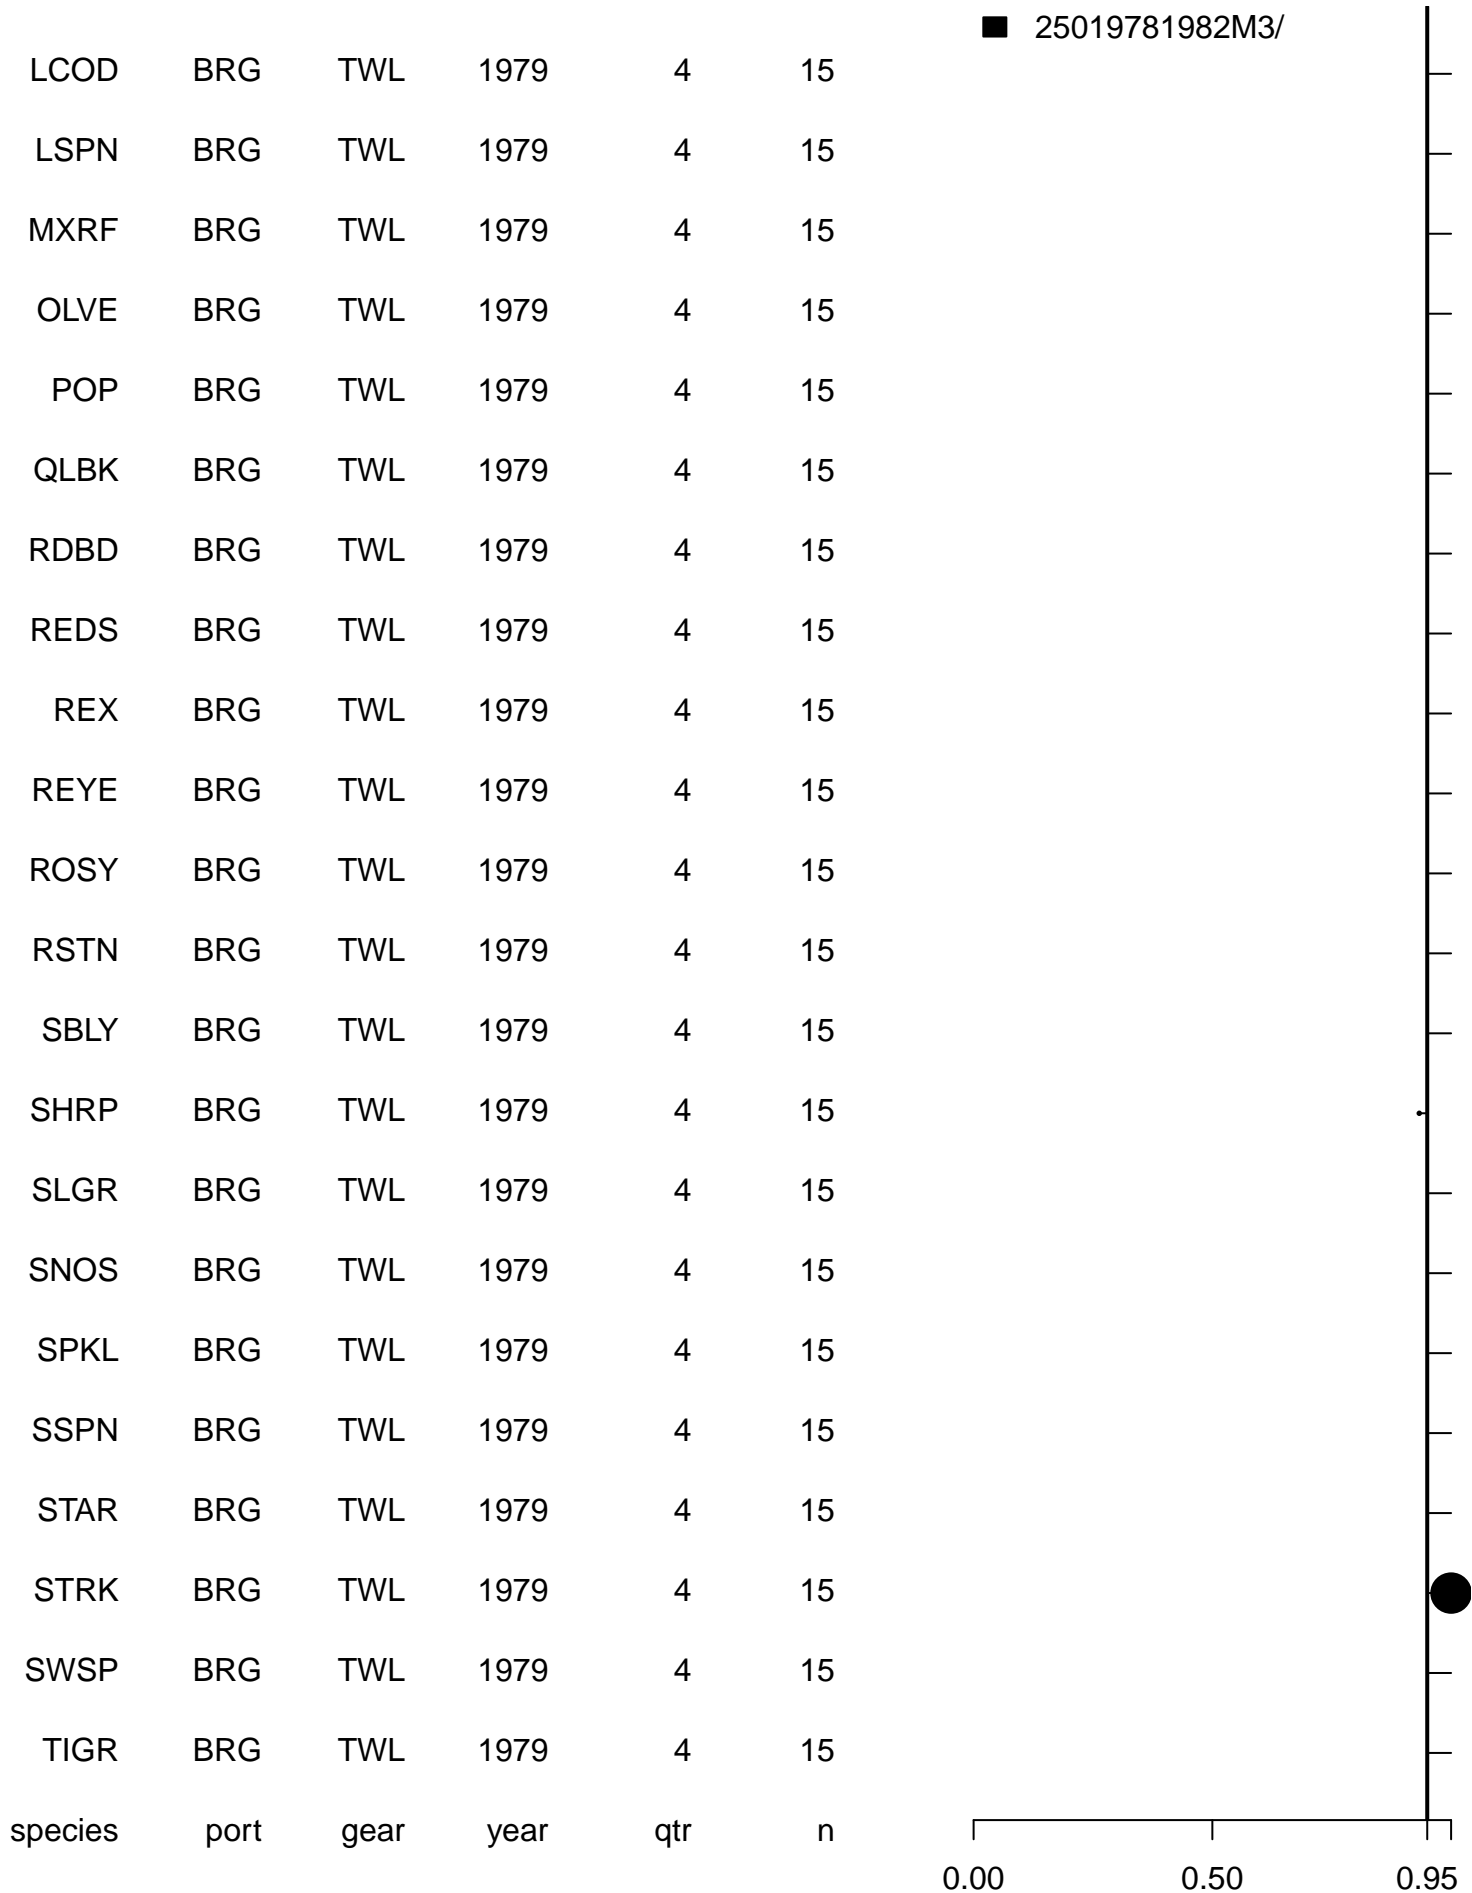 25019781982M3/
LCOD BRG TWL 1979 4 15
LSPN BRG TWL 1979 4 15
MXRF BRG TWL 1979 4 15
OLVE BRG TWL 1979 4 15
POP BRG TWL 1979 4 15
QLBK BRG TWL 1979 4 15
RDBD BRG TWL 1979 4 15
REDS BRG TWL 1979 4 15
REX BRG TWL 1979 4 15
REYE BRG TWL 1979 4 15
ROSY BRG TWL 1979 4 15
RSTN BRG TWL 1979 4 15
SBLY BRG TWL 1979 4 15
SHRP BRG TWL 1979 4 15
SLGR BRG TWL 1979 4 15
SNOS BRG TWL 1979 4 15
SPKL BRG TWL 1979 4 15
SSPN BRG TWL 1979 4 15
STAR BRG TWL 1979 4 15
STRK BRG TWL 1979 4 15
SWSP BRG TWL 1979 4 15
TIGR BRG TWL 1979 4 15
species port gear year qtr n
0.00 0.50 0.95